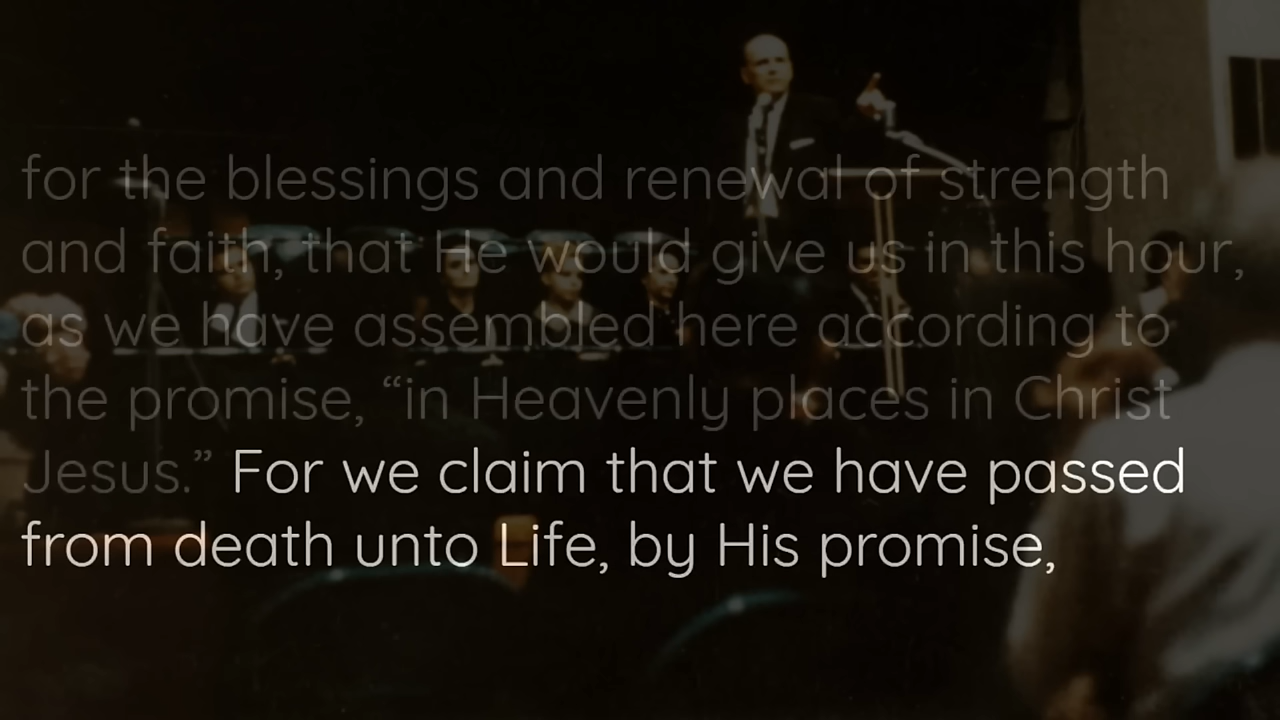 for the blessings and renewal of strength
and faith, that He would give us in this hour,
as we have assembled here according to
the promise, “in Heavenly places in Christ
Jesus.” For we claim that we have passed
from death unto Life, by His promise,